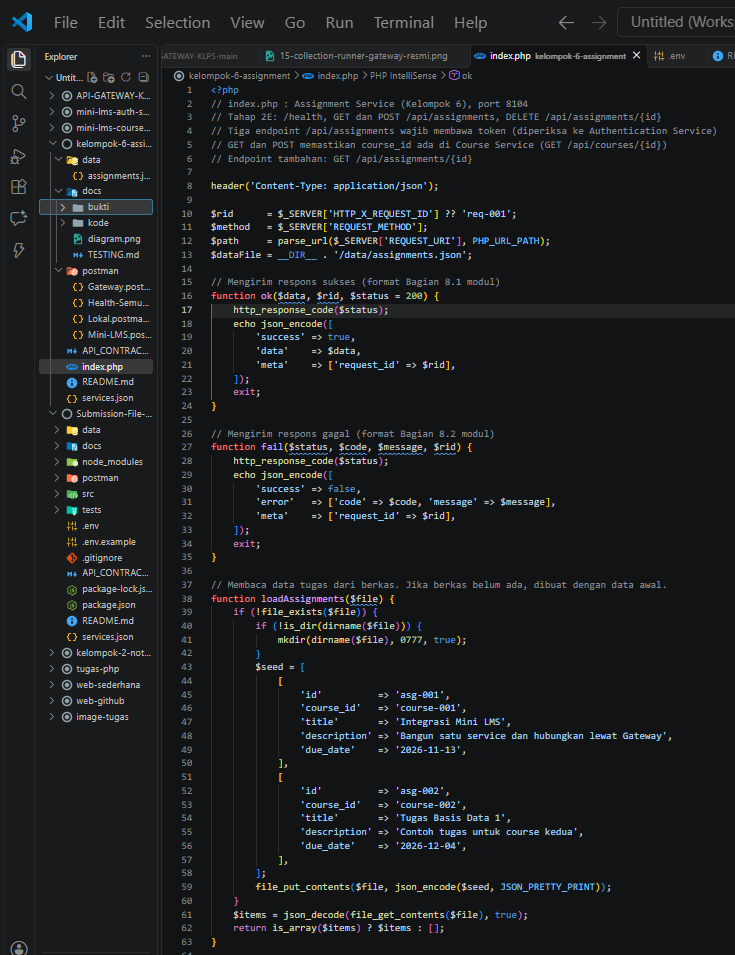 File Edit Selection View Go Run Terminal Help Untitled (Works
Explorer
ATEWAY-KLP5-main 15-collection-runner-gateway-resmi.png index.php kelompok-6-assignment .env
Untit...
kelompok-6-assignment > index.php > PHP IntelliSense > ok
API-GATEWAY-K...
mini-lms-auth-s...
mini-lms-course...
kelompok-6-assi...
data
assignments.j...
docs
bukti
kode
diagram.png
TESTING.md
postman
Gateway.post...
Health-Semu...
Lokal.postma...
Mini-LMS.pos...
API_CONTRAC...
index.php
README.md
services.json
Submission-File-...
data
docs
node_modules
postman
src
tests
.env
.env.example
.gitignore
API_CONTRAC...
package-lock.js...
package.json
README.md
services.json
kelompok-2-not...
tugas-php
web-sederhana
web-github
image-tugas
1 <?php
2 // index.php : Assignment Service (Kelompok 6), port 8104
3 // Tahap 2E: /health, GET dan POST /api/assignments, DELETE /api/assignments/{id}
4 // Tiga endpoint /api/assignments wajib membawa token (diperiksa ke Authentication Service)
5 // GET dan POST memastikan course_id ada di Course Service (GET /api/courses/{id})
6 // Endpoint tambahan: GET /api/assignments/{id}
7
8 header('Content-Type: application/json');
9
10 $rid = $_SERVER['HTTP_X_REQUEST_ID'] ?? 'req-001';
11 $method = $_SERVER['REQUEST_METHOD'];
12 $path = parse_url($_SERVER['REQUEST_URI'], PHP_URL_PATH);
13 $dataFile = __DIR__ . '/data/assignments.json';
14
15 // Mengirim respons sukses (format Bagian 8.1 modul)
16 function ok($data, $rid, $status = 200) {
17 http_response_code($status);
18 echo json_encode([
19 'success' => true,
20 'data' => $data,
21 'meta' => ['request_id' => $rid],
22 ]);
23 exit;
24 }
25
26 // Mengirim respons gagal (format Bagian 8.2 modul)
27 function fail($status, $code, $message, $rid) {
28 http_response_code($status);
29 echo json_encode([
30 'success' => false,
31 'error' => ['code' => $code, 'message' => $message],
32 'meta' => ['request_id' => $rid],
33 ]);
34 exit;
35 }
36
37 // Membaca data tugas dari berkas. Jika berkas belum ada, dibuat dengan data awal.
38 function loadAssignments($file) {
39 if (!file_exists($file)) {
40 if (!is_dir(dirname($file))) {
41 mkdir(dirname($file), 0777, true);
42 }
43 $seed = [
44 [
45 'id' => 'asg-001',
46 'course_id' => 'course-001',
47 'title' => 'Integrasi Mini LMS',
48 'description' => 'Bangun satu service dan hubungkan lewat Gateway',
49 'due_date' => '2026-11-13',
50 ],
51 [
52 'id' => 'asg-002',
53 'course_id' => 'course-002',
54 'title' => 'Tugas Basis Data 1',
55 'description' => 'Contoh tugas untuk course kedua',
56 'due_date' => '2026-12-04',
57 ],
58 ];
59 file_put_contents($file, json_encode($seed, JSON_PRETTY_PRINT));
60 }
61 $items = json_decode(file_get_contents($file), true);
62 return is_array($items) ? $items : [];
63 }